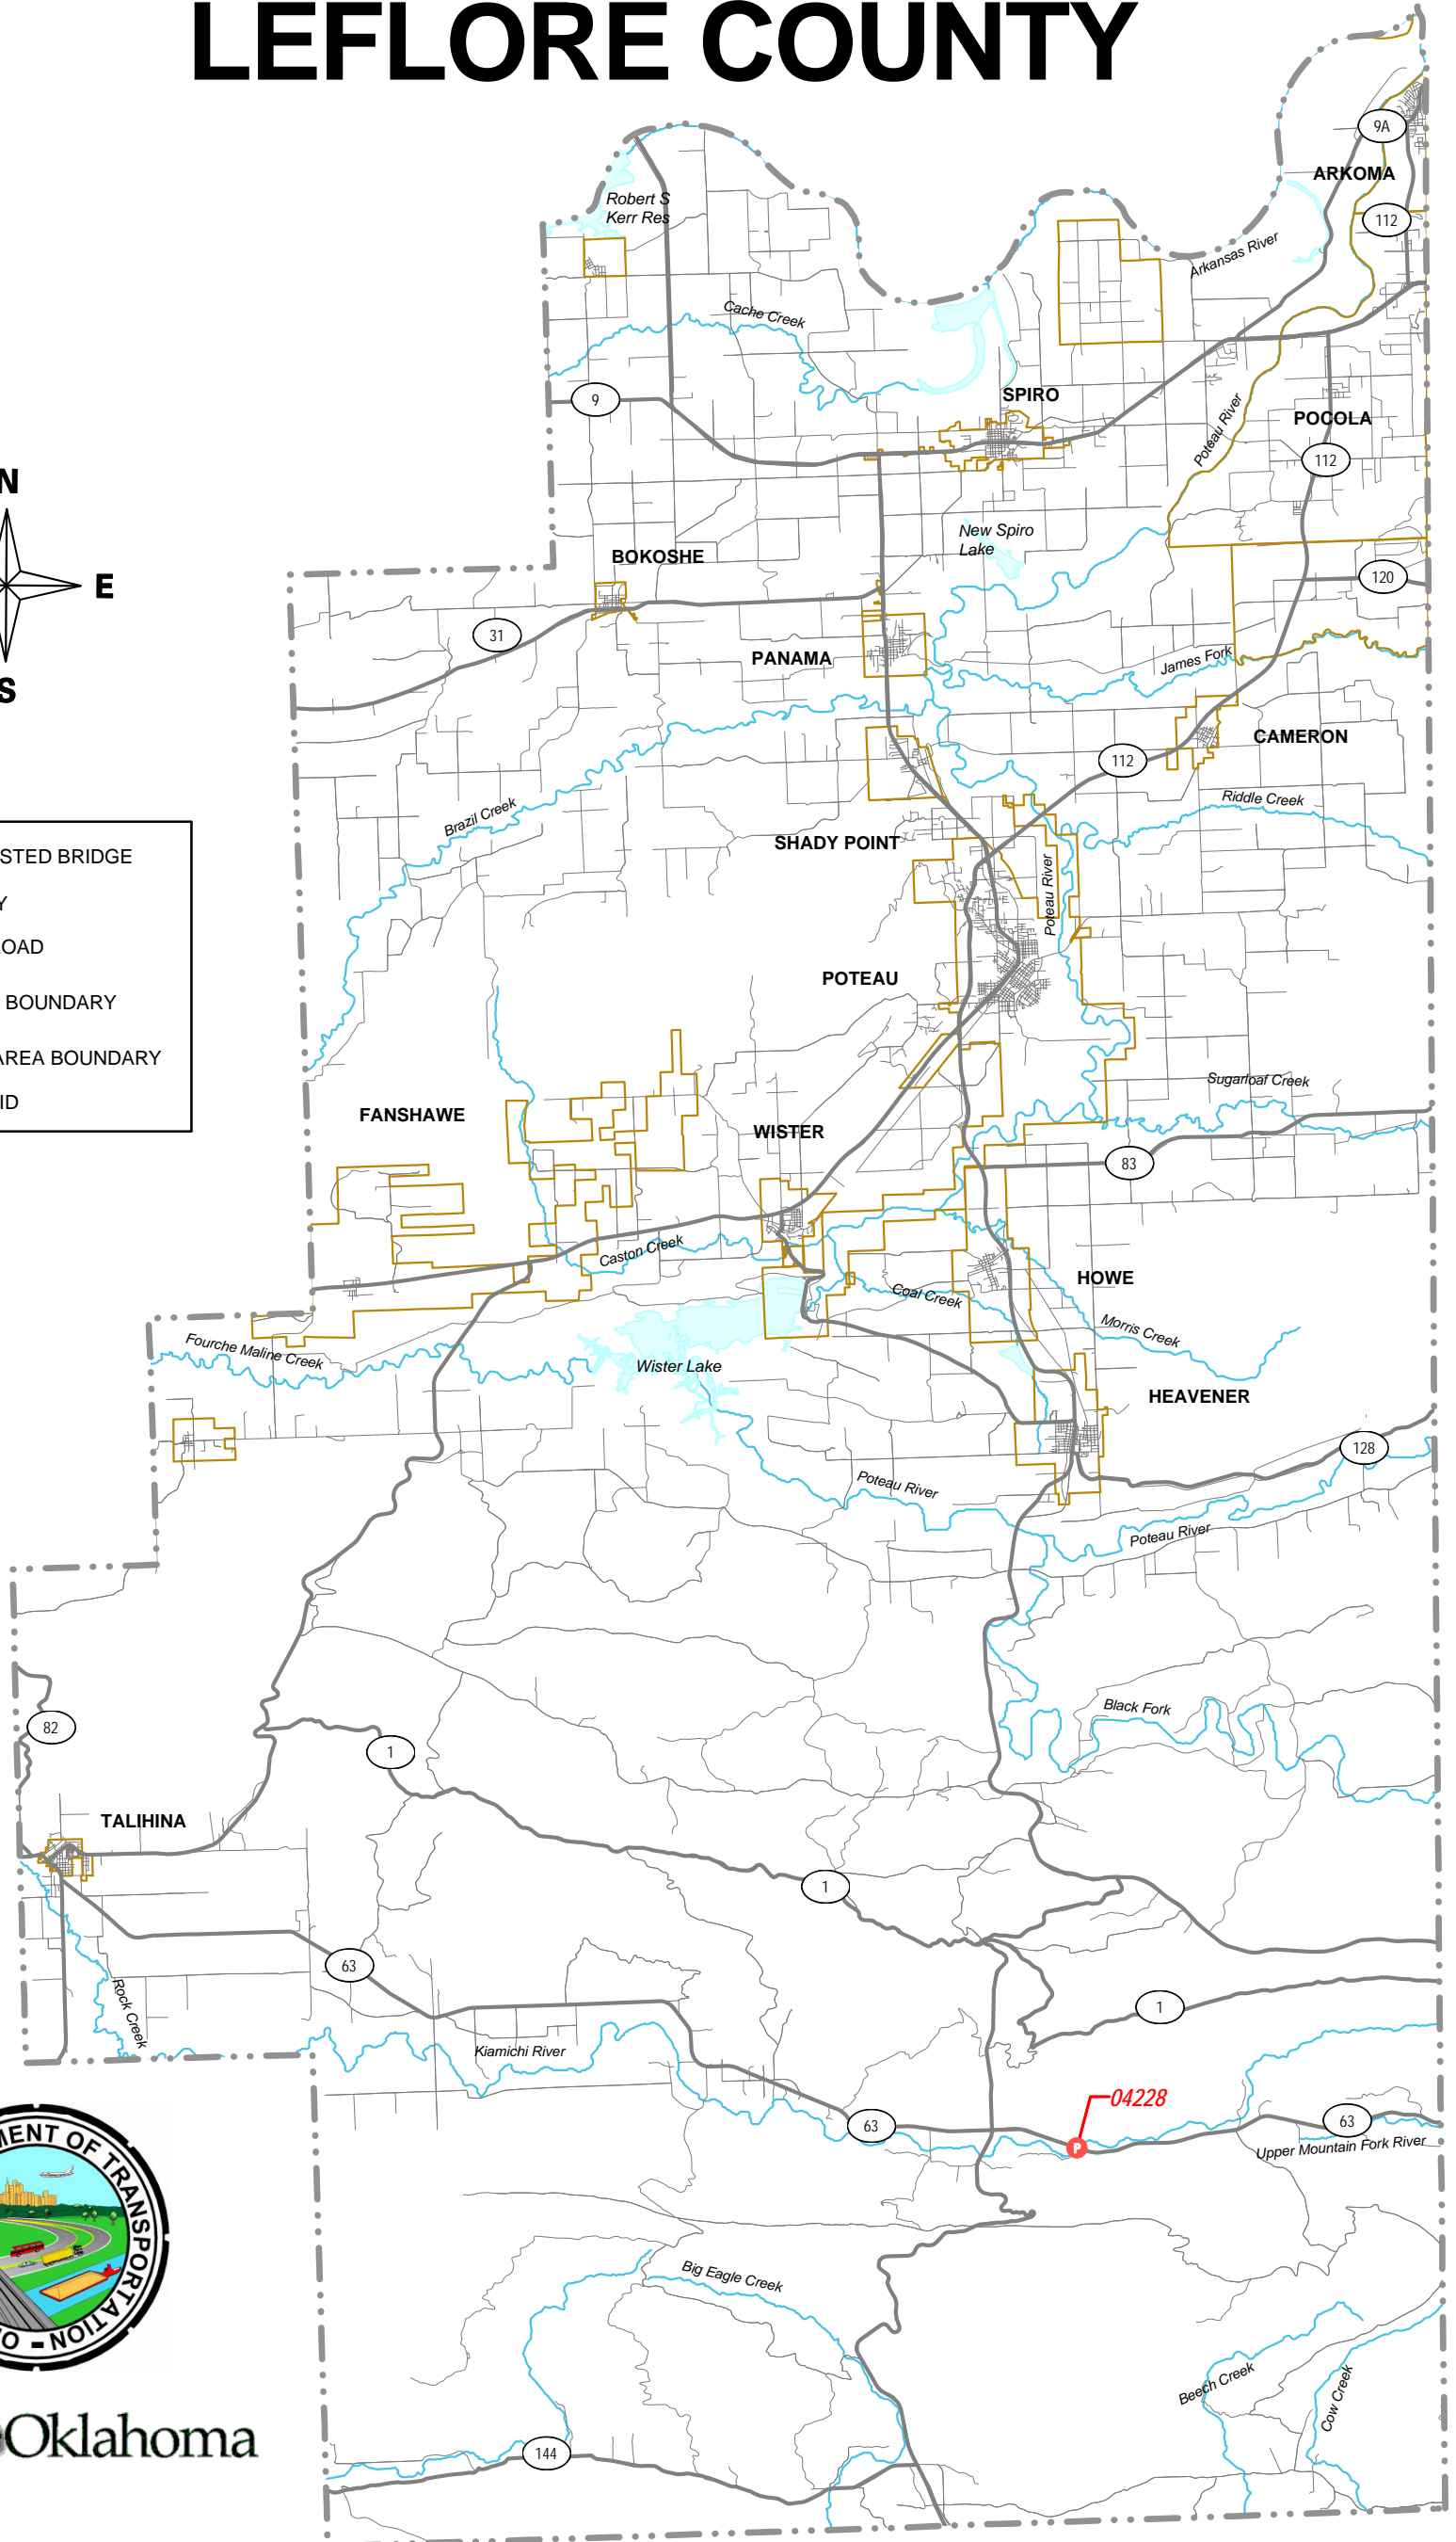 LEFLORE COUNTY
9A
ARKOMA
112
Robert S
Kerr Res
Arkansas River
Cache Creek
9
SPIRO
POCOLA
Poteau River
112
N
E
S
New Spiro
Lake
BOKOSHE
120
31
PANAMA
James Fork
CAMERON
112
Riddle Creek
Brazil Creek
SHADY POINT
STED BRIDGE
Y
OAD
BOUNDARY
AREA BOUNDARY
ID
Poteau River
POTEAU
Sugarloaf Creek
FANSHAWE
WISTER
83
Caston Creek
HOWE
Coal Creek
Morris Creek
Fourche Maline Creek
Wister Lake
HEAVENER
128
Poteau River
Poteau River
Black Fork
82
1
TALIHINA
1
63
Rock Creek
1
Kiamichi River
04228
P
63
63
Upper Mountain Fork River
MENT OF TRANSPORTATION - O
Big Eagle Creek
Beech Creek
Cow Creek
Oklahoma
144